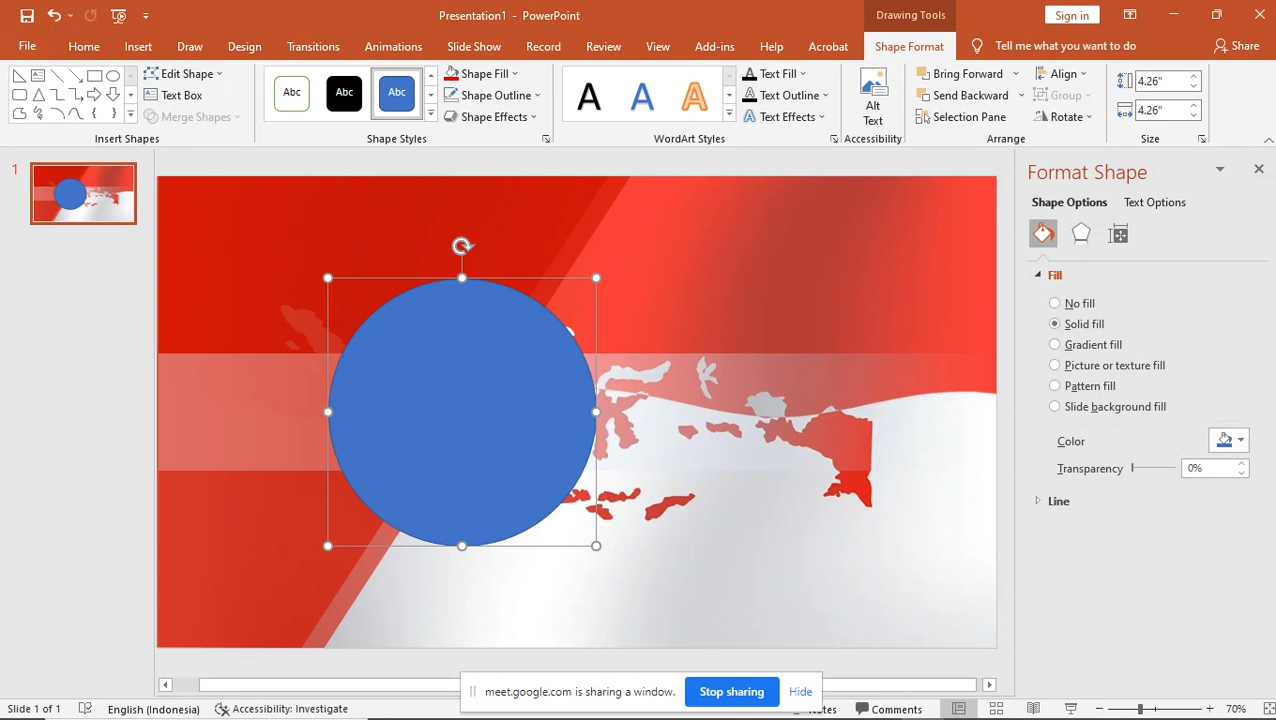 Presentation1 - PowerPoint
Drawing Tools
Sign in
File
Home
Insert
Draw
Design
Transitions
Animations
Slide Show
Record
Review
View
Add-ins
Help
Acrobat
Shape Format
Tell me what you want to do
Share
Edit Shape
Text Box
Merge Shapes
Insert Shapes
Abc
Abc
Abc
Shape Fill
Shape Outline
Shape Effects
Shape Styles
A
A
A
Text Fill
Text Outline
Text Effects
WordArt Styles
Alt
Text
Accessibility
Bring Forward
Send Backward
Selection Pane
Align
Group
Rotate
Arrange
4.26"
4.26"
Size
1
Format Shape
Shape Options
Text Options
Fill
No fill
Solid fill
Gradient fill
Picture or texture fill
Pattern fill
Slide background fill
Color
Transparency
0%
Line
meet.google.com is sharing a window.
Stop sharing
Hide
Slide 1 of 1
English (Indonesia)
Accessibility: Investigate
Notes
Comments
70%